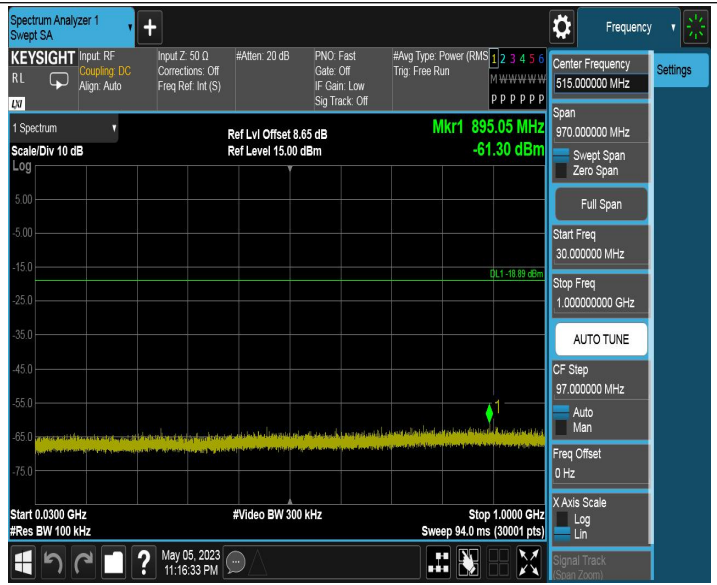 Spectrum Analyzer 1
Swept SA
+
Frequency
KEYSIGHT
RL
LXI
Input: RF
Coupling: DC
Align: Auto
Input Z: 50 Ω
Corrections: Off
Freq Ref: Int (S)
#Atten: 20 dB
PNO: Fast
Gate: Off
IF Gain: Low
Sig Track: Off
#Avg Type: Power (RMS
Trig: Free Run
1 2 3 4 5 6
M W W W W W
P P P P P P
Center Frequency
515.000000 MHz
Settings
Span
970.000000 MHz
Swept Span
Zero Span
Full Span
Start Freq
30.000000 MHz
Stop Freq
1.000000000 GHz
AUTO TUNE
CF Step
97.000000 MHz
Auto
Man
Freq Offset
0 Hz
X Axis Scale
Log
Lin
Signal Track
(Span Zoom)
1 Spectrum
Scale/Div 10 dB
Log
Ref Lvl Offset 8.65 dB
Ref Level 15.00 dBm
Mkr1 895.05 MHz
-61.30 dBm
5.00
-5.00
-15.0
DL1 -18.89 dBm
-25.0
-35.0
-45.0
-55.0
1
-65.0
-75.0
Start 0.0300 GHz
#Video BW 300 kHz
Stop 1.0000 GHz
#Res BW 100 kHz
Sweep 94.0 ms (30001 pts)
?
May 05, 2023
11:16:33 PM